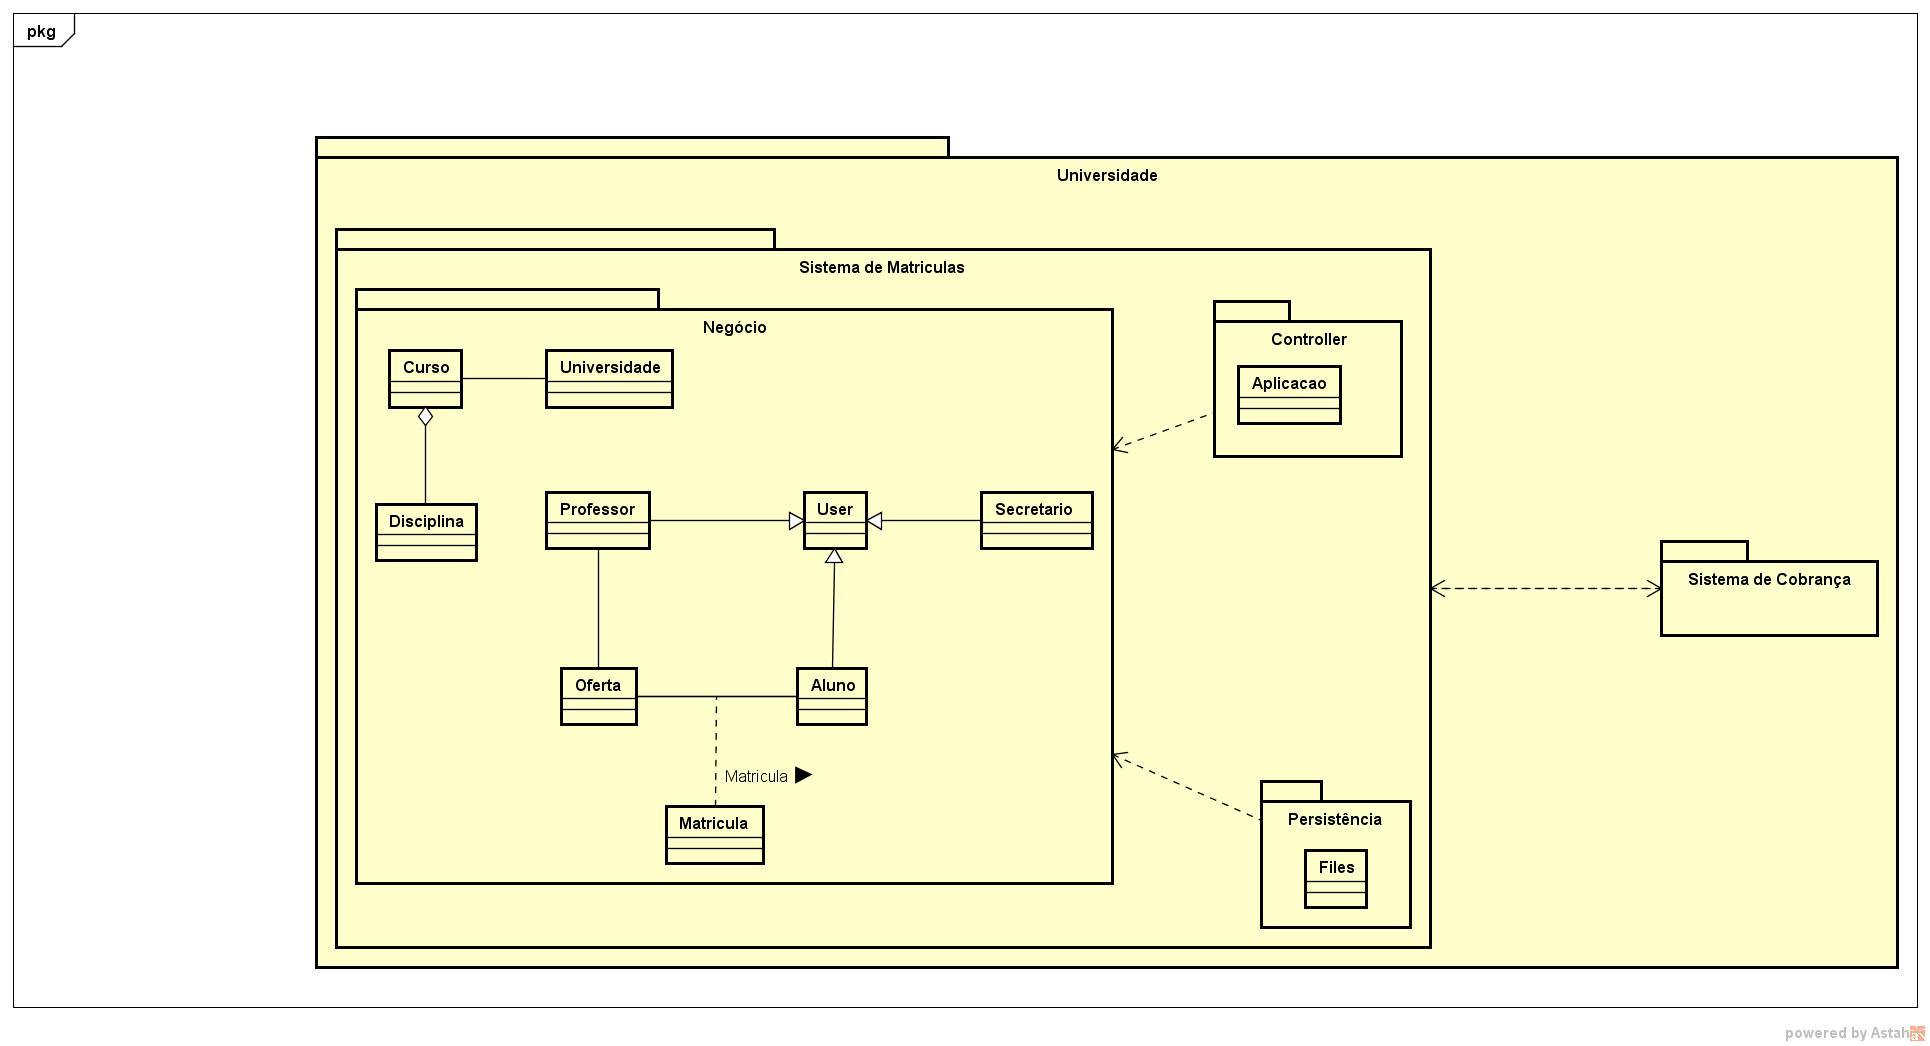 pkg
Universidade
Sistema de Matriculas
Negócio
Controller
Curso
Universidade
Aplicacao
Professor
User
Secretario
Disciplina
Sistema de Cobrança
Oferta
Aluno
Matricula
Matricula
Persistência
Files
powered by Astah